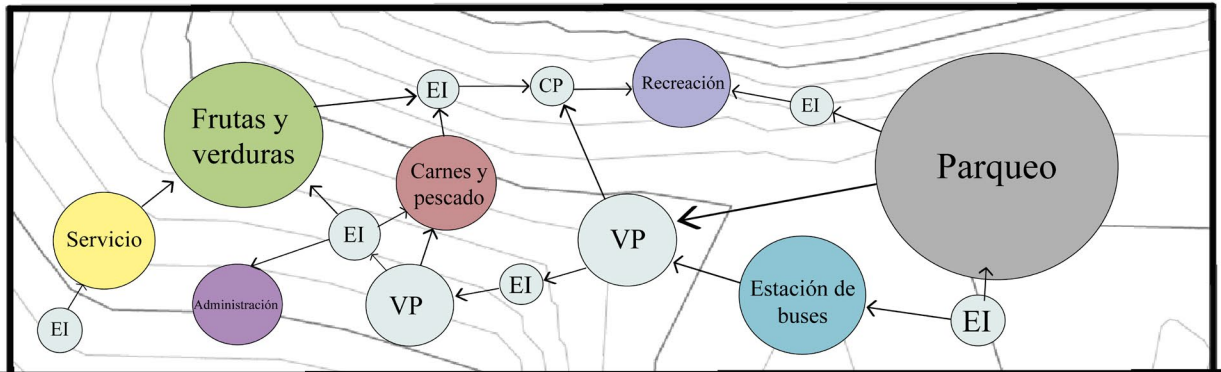 Recreación
EI
CP
EI
Frutas y
verduras
Parqueo
Carnes y
pescado
Servicio
EI
VP
Estación de
buses
EI
Administración
VP
EI
EI